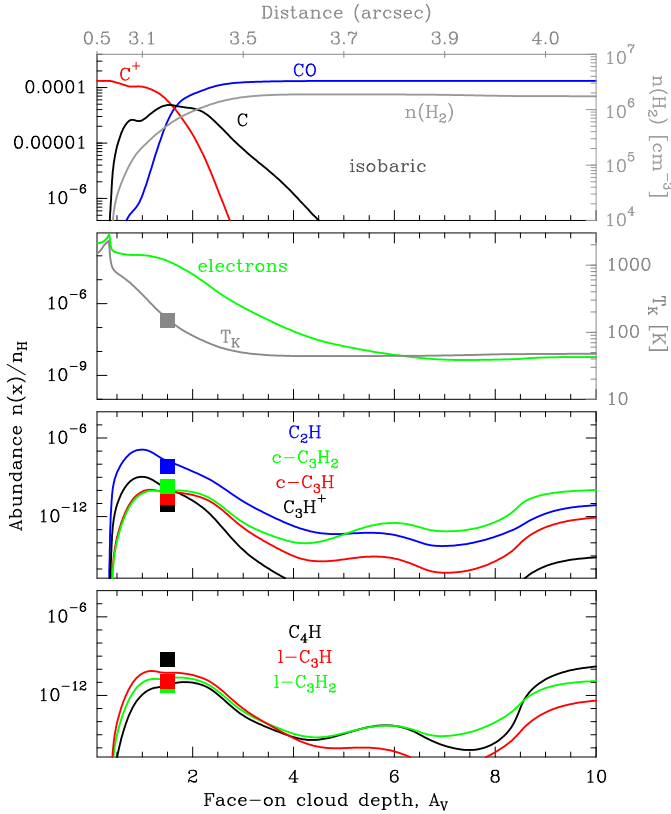 Distance (arcsec)
0.5 3.1 3.5 3.7 3.9 4.0
C⁺ CO
0.0001
C n(H₂)
0.00001
isobaric
10⁻⁶
10⁷
10⁶
10⁵
10⁴
n(H₂) [cm⁻³]
electrons
T_K
10⁻⁶
10⁻⁹
1000
100
10
T_K [K]
Abundance n(x)/n_H
10⁻⁶
10⁻¹²
C₂H
c−C₃H₂
c−C₃H
C₃H⁺
10⁻⁶
10⁻¹²
C₄H
l−C₃H
l−C₃H₂
2 4 6 8 10
Face−on cloud depth, A_V